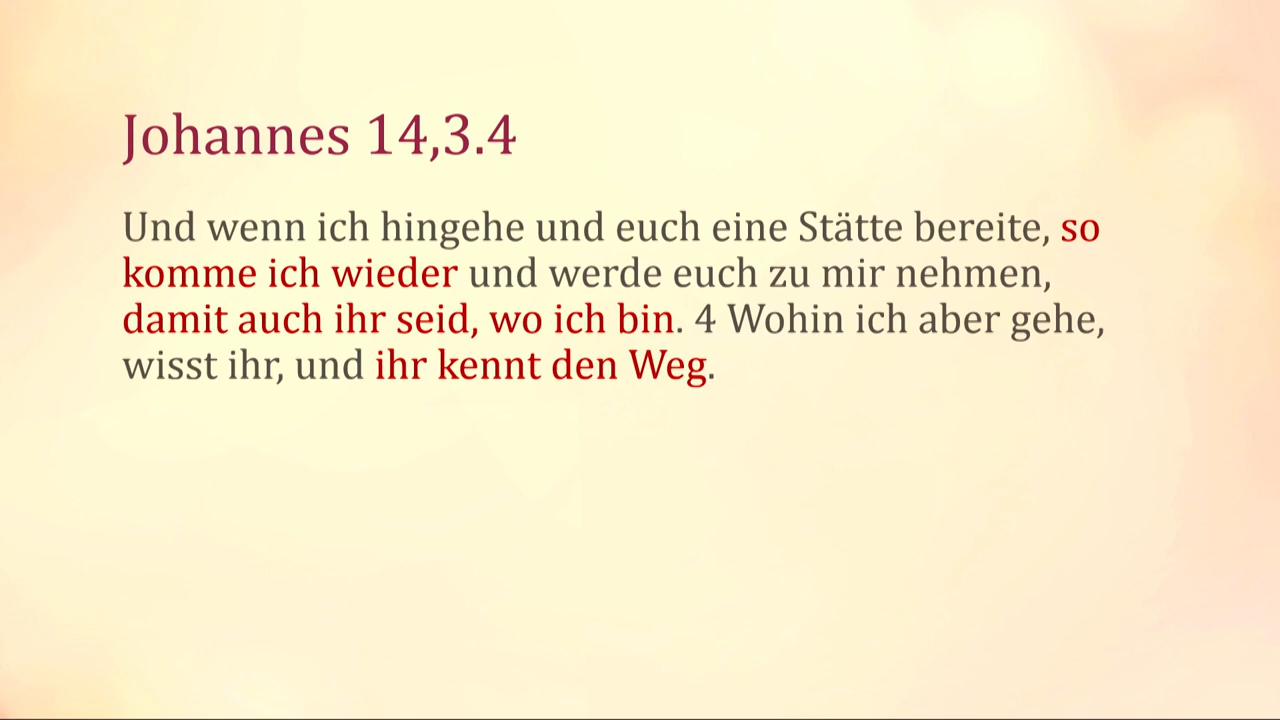 Johannes 14,3.4
Und wenn ich hingehe und euch eine Stätte bereite, so
komme ich wieder und werde euch zu mir nehmen,
damit auch ihr seid, wo ich bin. 4 Wohin ich aber gehe,
wisst ihr, und ihr kennt den Weg.